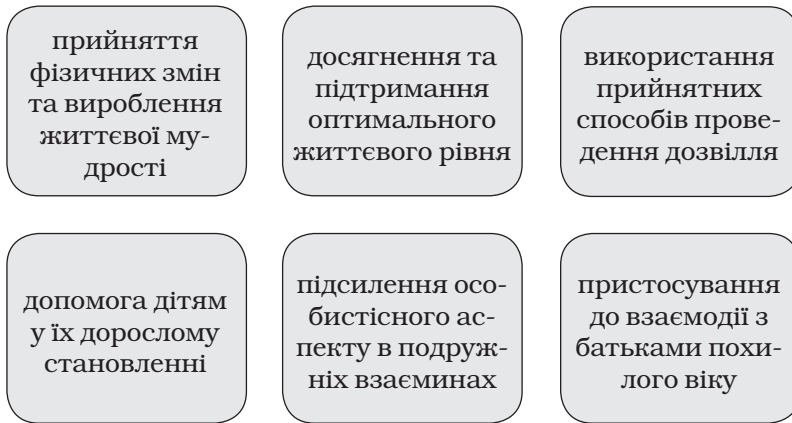 прийняття
фізичних змін
та вироблення
життєвої му-
дрості
досягнення та
підтримання
оптимального
життєвого рівня
використання
прийнятних
способів прове-
дення дозвілля
допомога дітям
у їх дорослому
становленні
підсилення осо-
бистісного ас-
пекту в подруж-
ніх взаєминах
пристосування
до взаємодії з
батьками похи-
лого віку